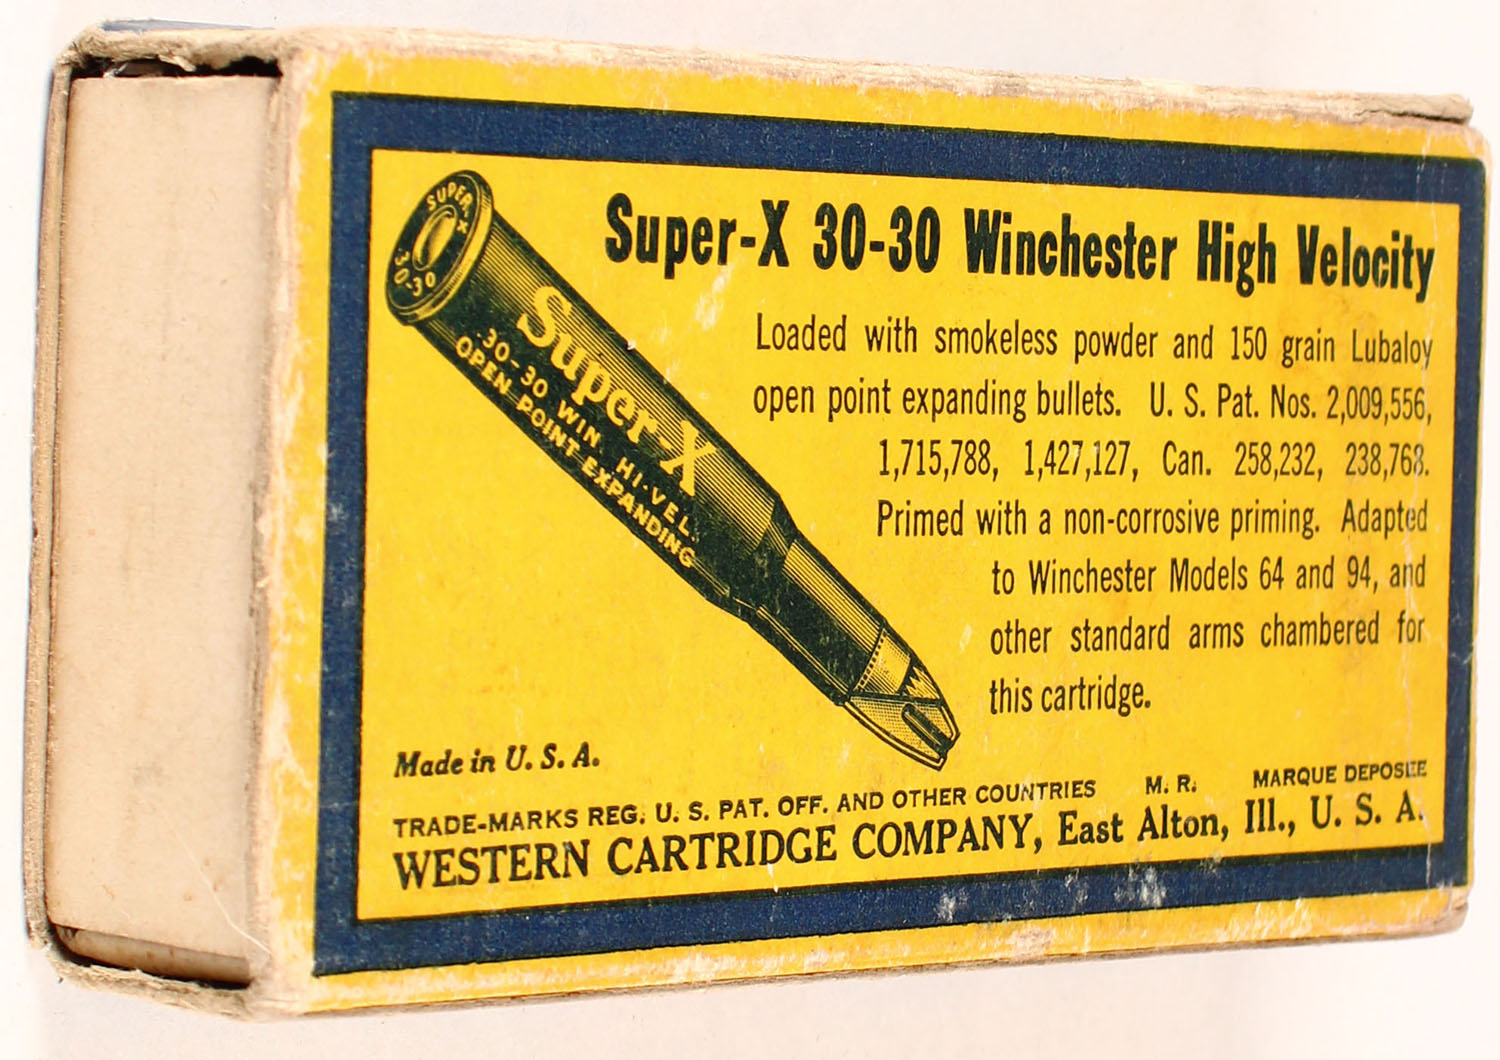 SUPER-X
30-30
Super-X
.30-30 WIN. HI-VEL.
OPEN POINT EXPANDING
Super-X 30-30 Winchester High Velocity
Loaded with smokeless powder and 150 grain Lubaloy
open point expanding bullets. U. S. Pat. Nos. 2,009,556,
1,715,788, 1,427,127, Can. 258,232, 238,768.
Primed with a non-corrosive priming. Adapted
to Winchester Models 64 and 94, and
other standard arms chambered for
this cartridge.
Made in U. S. A.
TRADE-MARKS REG. U. S. PAT. OFF. AND OTHER COUNTRIES M. R. MARQUE DEPOSEE
WESTERN CARTRIDGE COMPANY, East Alton, Ill., U. S. A.